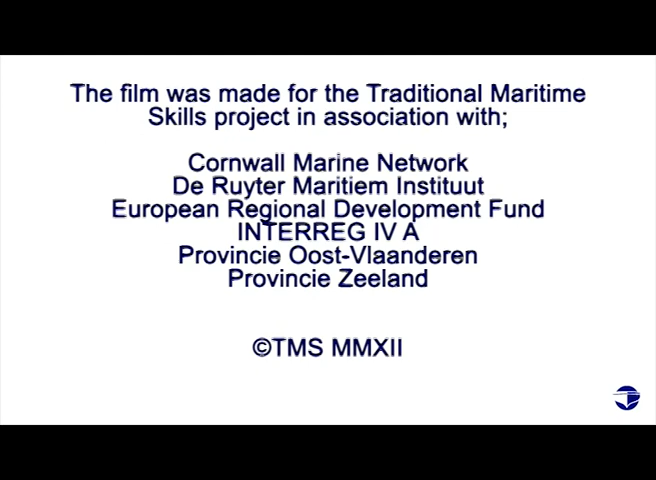 The film was made for the Traditional Maritime
Skills project in association with;
Cornwall Marine Network
De Ruyter Maritiem Instituut
European Regional Development Fund
INTERREG IV A
Provincie Oost-Vlaanderen
Provincie Zeeland
©TMS MMXII